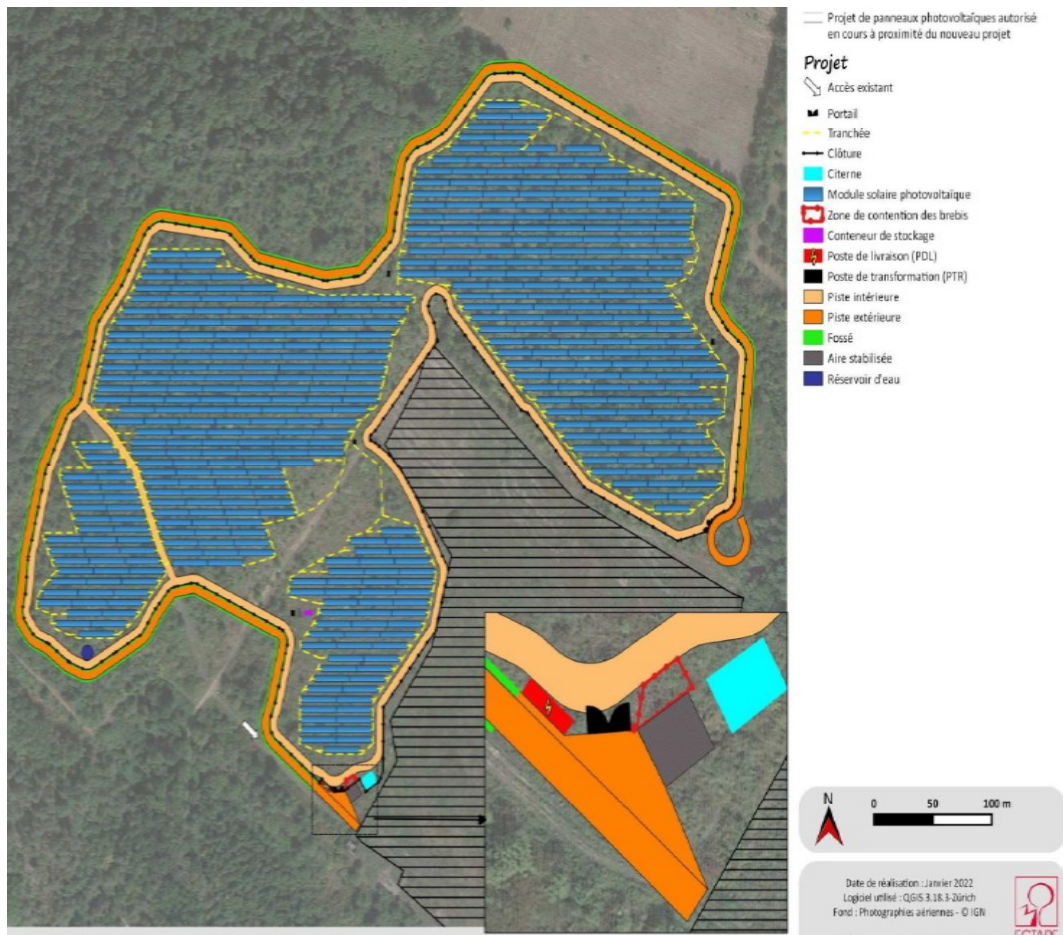 Projet de panneaux photovoltaïques autorisé
en cours à proximité du nouveau projet
Projet
Accès existant
Portail
Tranchée
Clôture
Citerne
Module solaire photovoltaïque
Zone de contention des brebis
Conteneur de stockage
Poste de livraison (PDL)
Poste de transformation (PTR)
Piste intérieure
Piste extérieure
Fossé
Aire stabilisée
Réservoir d'eau
N
0 50 100 m
Date de réalisation : Janvier 2022
Logiciel utilisé : QGIS 3.18.3-Zürich
Fond : Photographies aériennes - © IGN